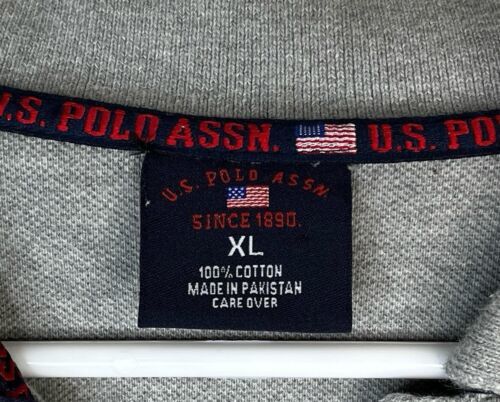 U.S. POLO ASSN. U.S. PO
U.S. POLO ASSN
SINCE 1890.
XL
100% COTTON
MADE IN PAKISTAN
CARE OVER